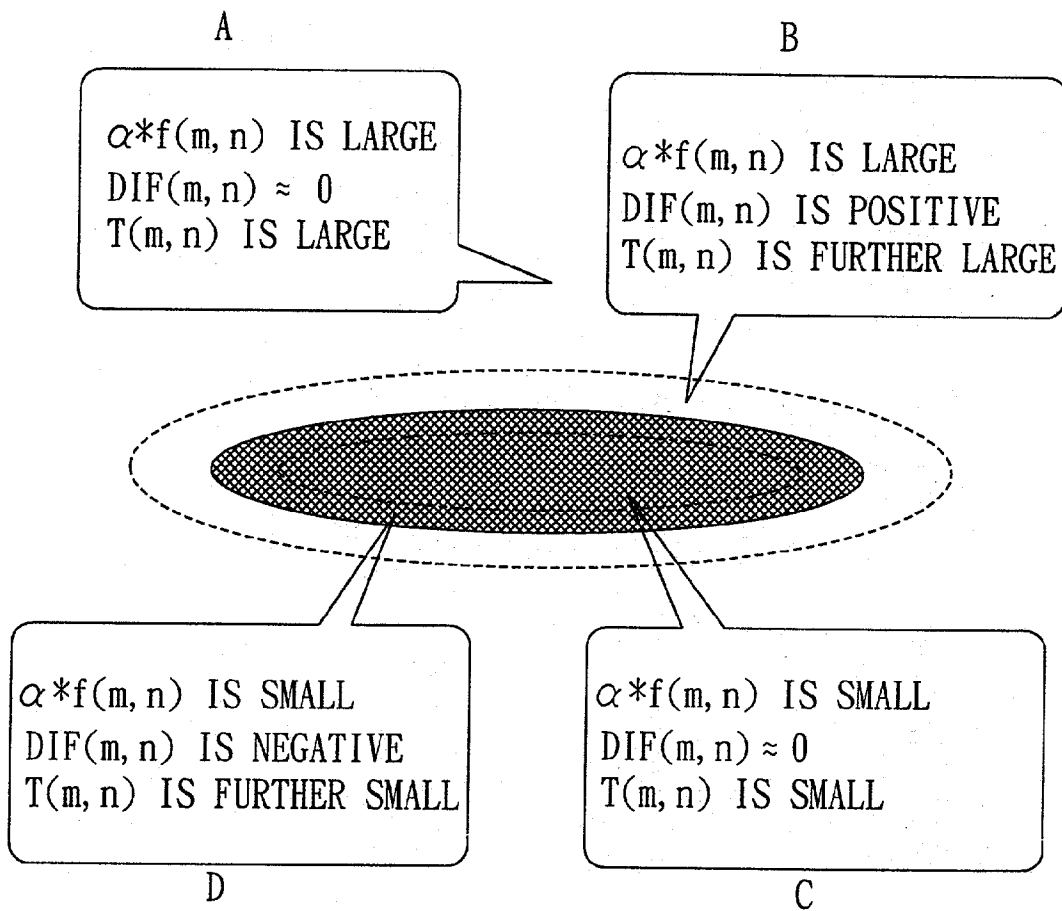 A
α*f(m,n) IS LARGE
DIF(m,n) ≈ 0
T(m,n) IS LARGE
B
α*f(m,n) IS LARGE
DIF(m,n) IS POSITIVE
T(m,n) IS FURTHER LARGE
α*f(m,n) IS SMALL
DIF(m,n) IS NEGATIVE
T(m,n) IS FURTHER SMALL
D
α*f(m,n) IS SMALL
DIF(m,n) ≈ 0
T(m,n) IS SMALL
C